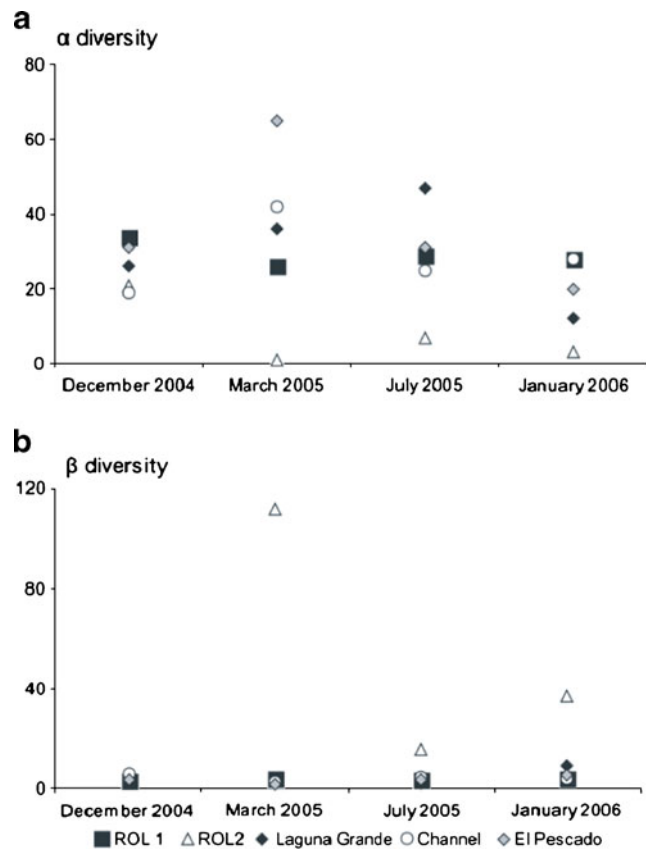 a
α diversity
80
60
40
20
0
December 2004 March 2005 July 2005 January 2006
b
β diversity
120
80
40
0
December 2004 March 2005 July 2005 January 2006
ROL 1 ROL2 Laguna Grande Channel El Pescado